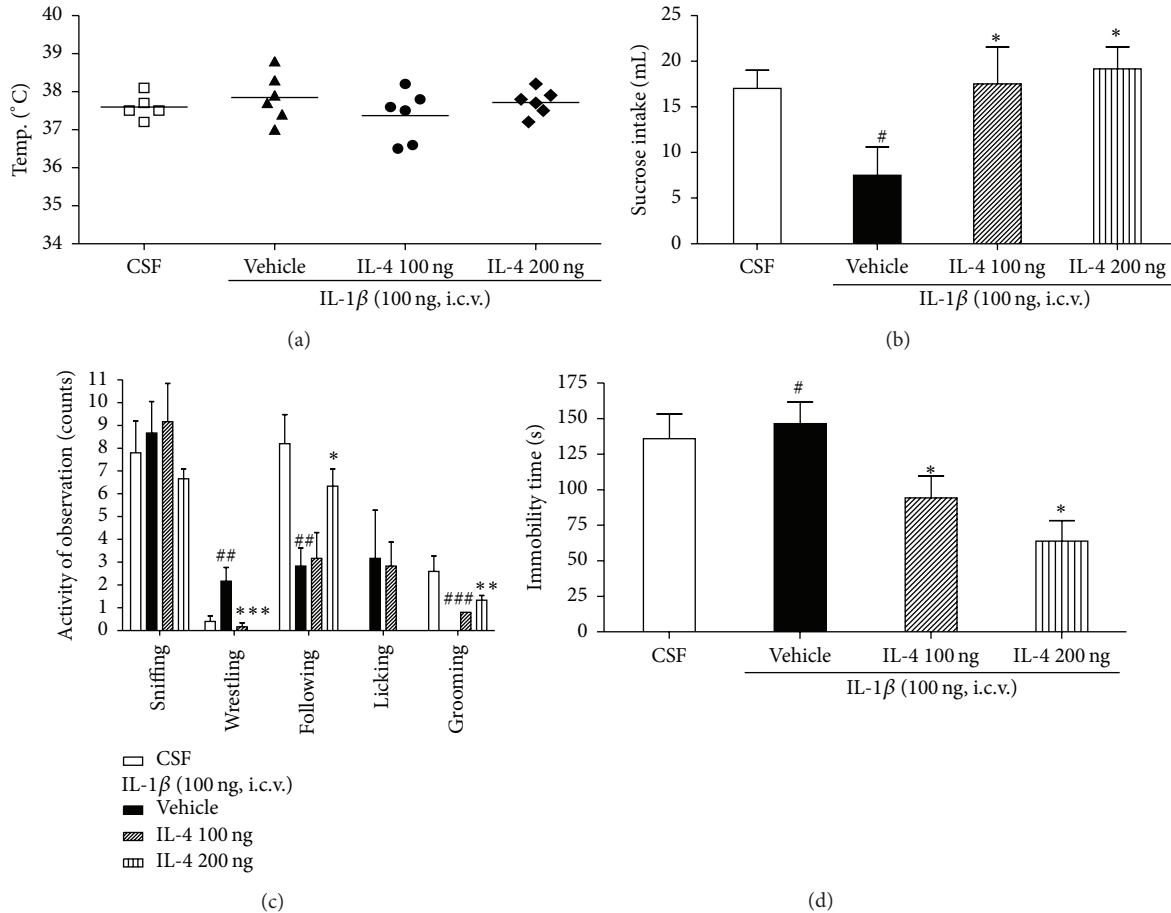 40
39
38
37
36
35
34
Temp. (°C)
CSF Vehicle IL-4 100 ng IL-4 200 ng
IL-1β (100 ng, i.c.v.)
(a)
25
20
15
10
5
0
Sucrose intake (mL)
# * *
CSF Vehicle IL-4 100 ng IL-4 200 ng
IL-1β (100 ng, i.c.v.)
(b)
11
10
9
8
7
6
5
4
3
2
1
0
Activity of observation (counts)
## *** ## * ### **
Sniffing
Wrestling
Following
Licking
Grooming
CSF
IL-1β (100 ng, i.c.v.)
Vehicle
IL-4 100 ng
IL-4 200 ng
(c)
175
150
125
100
75
50
25
0
Immobility time (s)
# * *
CSF Vehicle IL-4 100 ng IL-4 200 ng
IL-1β (100 ng, i.c.v.)
(d)